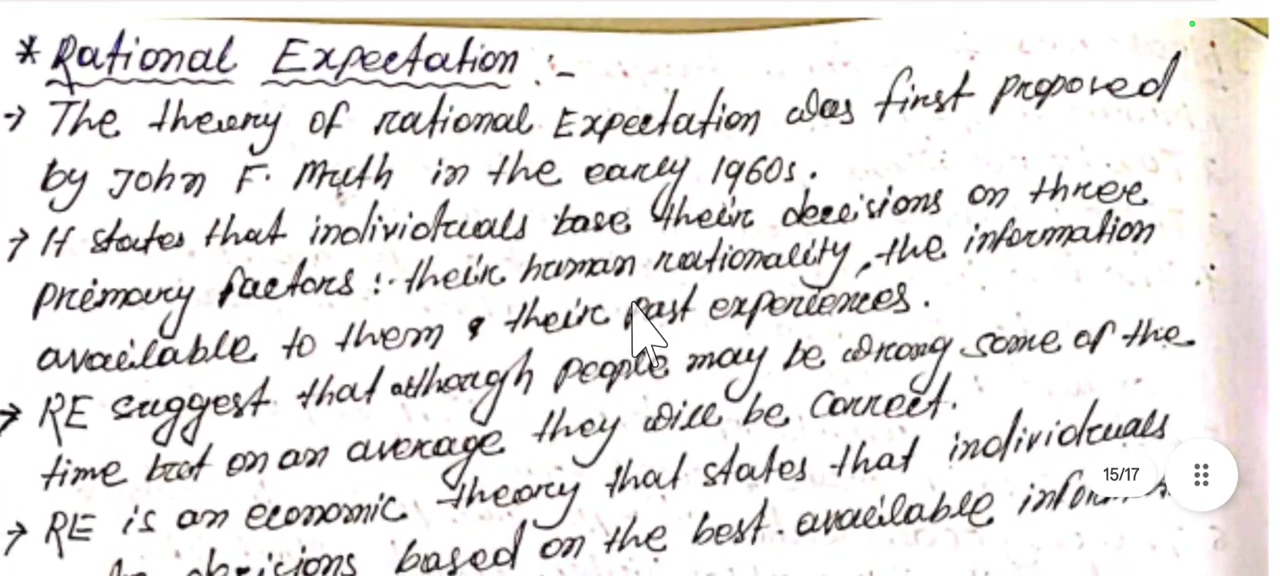 * Rational Expectation :-
→ The theory of rational Expectation was first proposed
by John F. Muth in the early 1960s.
→ It states that individuals base their decisions on three
primary factors :- their human rationality, the information
available to them & their past experiences.
→ RE suggest that although people may be wrong some of the
time but on an average they will be correct.
→ RE is an economic theory that states that individuals
15/17
based on the best available